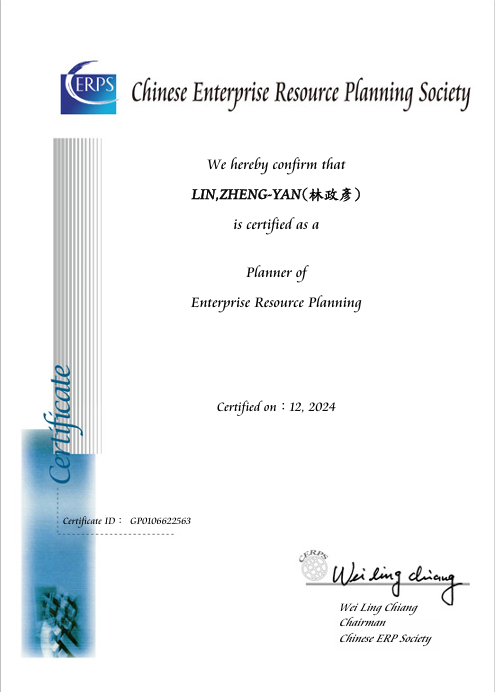 CERPS
Chinese Enterprise Resource Planning Society
We hereby confirm that
LIN,ZHENG-YAN(林政彥)
is certified as a
Planner of
Enterprise Resource Planning
Certified on：12, 2024
Certificate
Certificate ID： GP0106622563
CERPS
Wei ling chiang
Wei Ling Chiang
Chairman
Chinese ERP Society